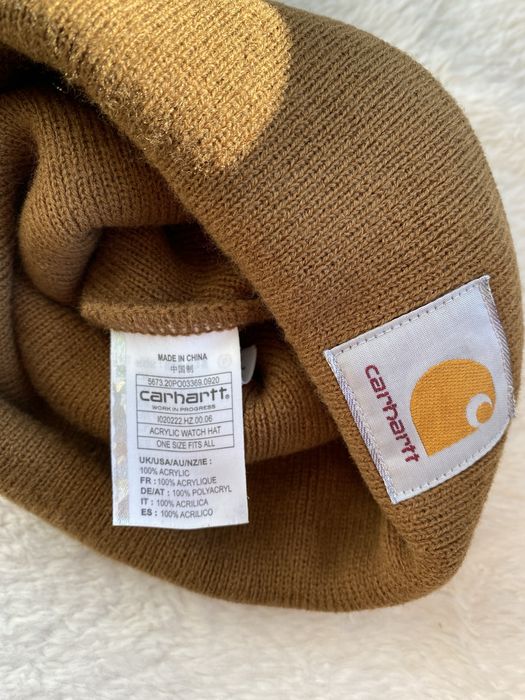 MADE IN CHINA
中国制
5673.20PO03369.0920
carhartt
WORK IN PROGRESS
I020222.HZ.00.06
ACRYLIC WATCH HAT
ONE SIZE FITS ALL
UK/USA/AU/NZ/IE :
100% ACRYLIC
FR : 100% ACRYLIQUE
DE/AT : 100% POLYACRYL
IT : 100% ACRILICO
ES : 100% ACRILICO
carhartt